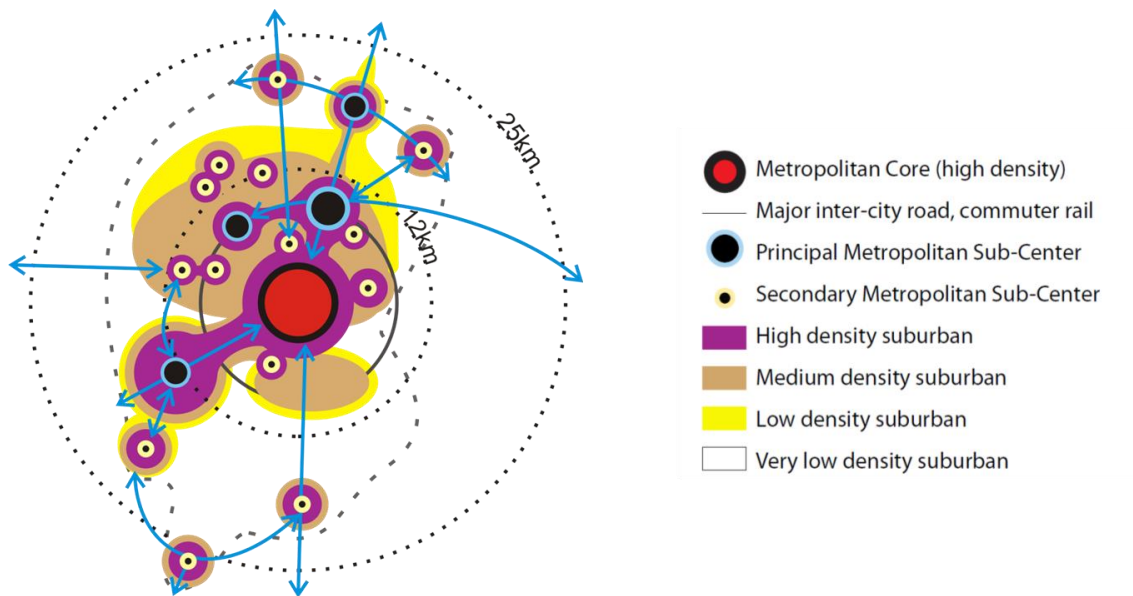 25km
12km
Metropolitan Core (high density)
Major inter-city road, commuter rail
Principal Metropolitan Sub-Center
Secondary Metropolitan Sub-Center
High density suburban
Medium density suburban
Low density suburban
Very low density suburban